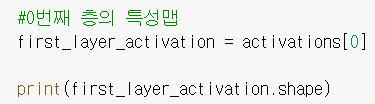 #0번째 층의 특성맵
first_layer_activation = activations[0]
print(first_layer_activation.shape)